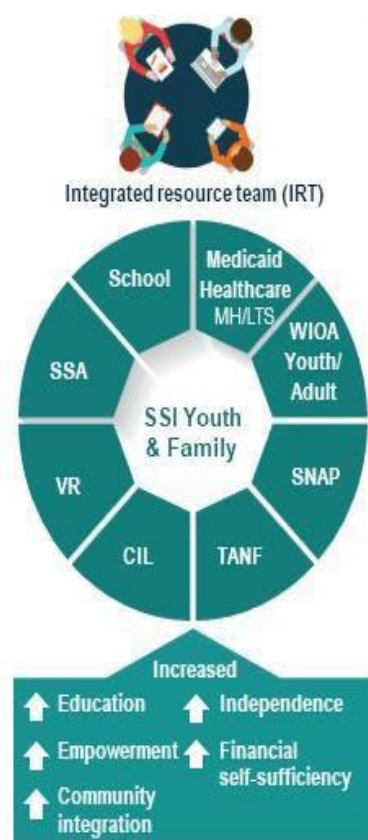 Integrated resource team (IRT)
School
Medicaid
Healthcare
MH/LTS
WIOA
Youth/
Adult
SSA
SSI Youth
& Family
SNAP
VR
CIL
TANF
Increased
Education
Independence
Empowerment
Financial
self-sufficiency
Community
integration